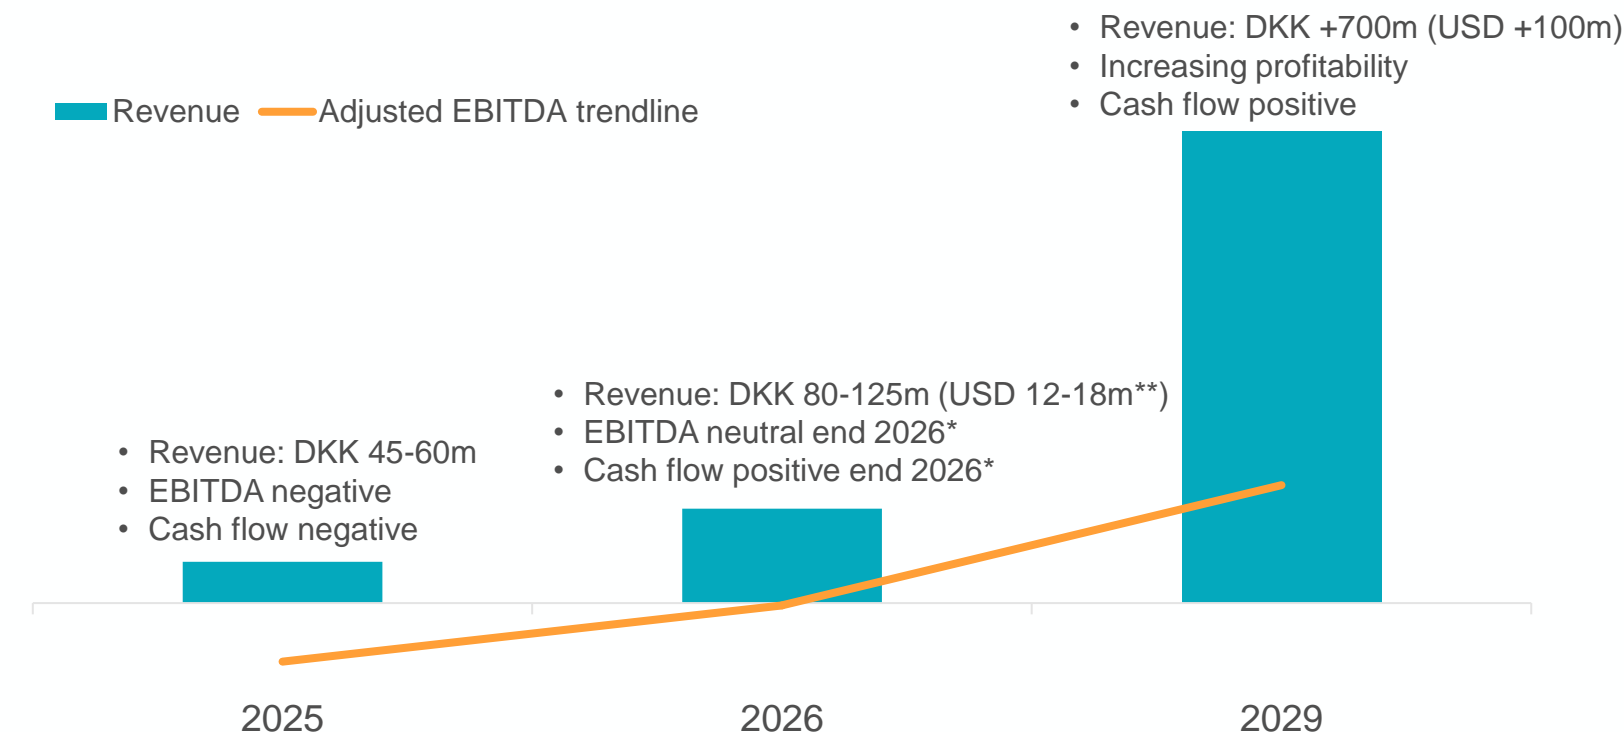 • Revenue: DKK +700m (USD +100m)
• Increasing profitability
• Cash flow positive
Revenue
Adjusted EBITDA trendline
• Revenue: DKK 80-125m (USD 12-18m**)
• EBITDA neutral end 2026*
• Cash flow positive end 2026*
• Revenue: DKK 45-60m
• EBITDA negative
• Cash flow negative
2025
2026
2029